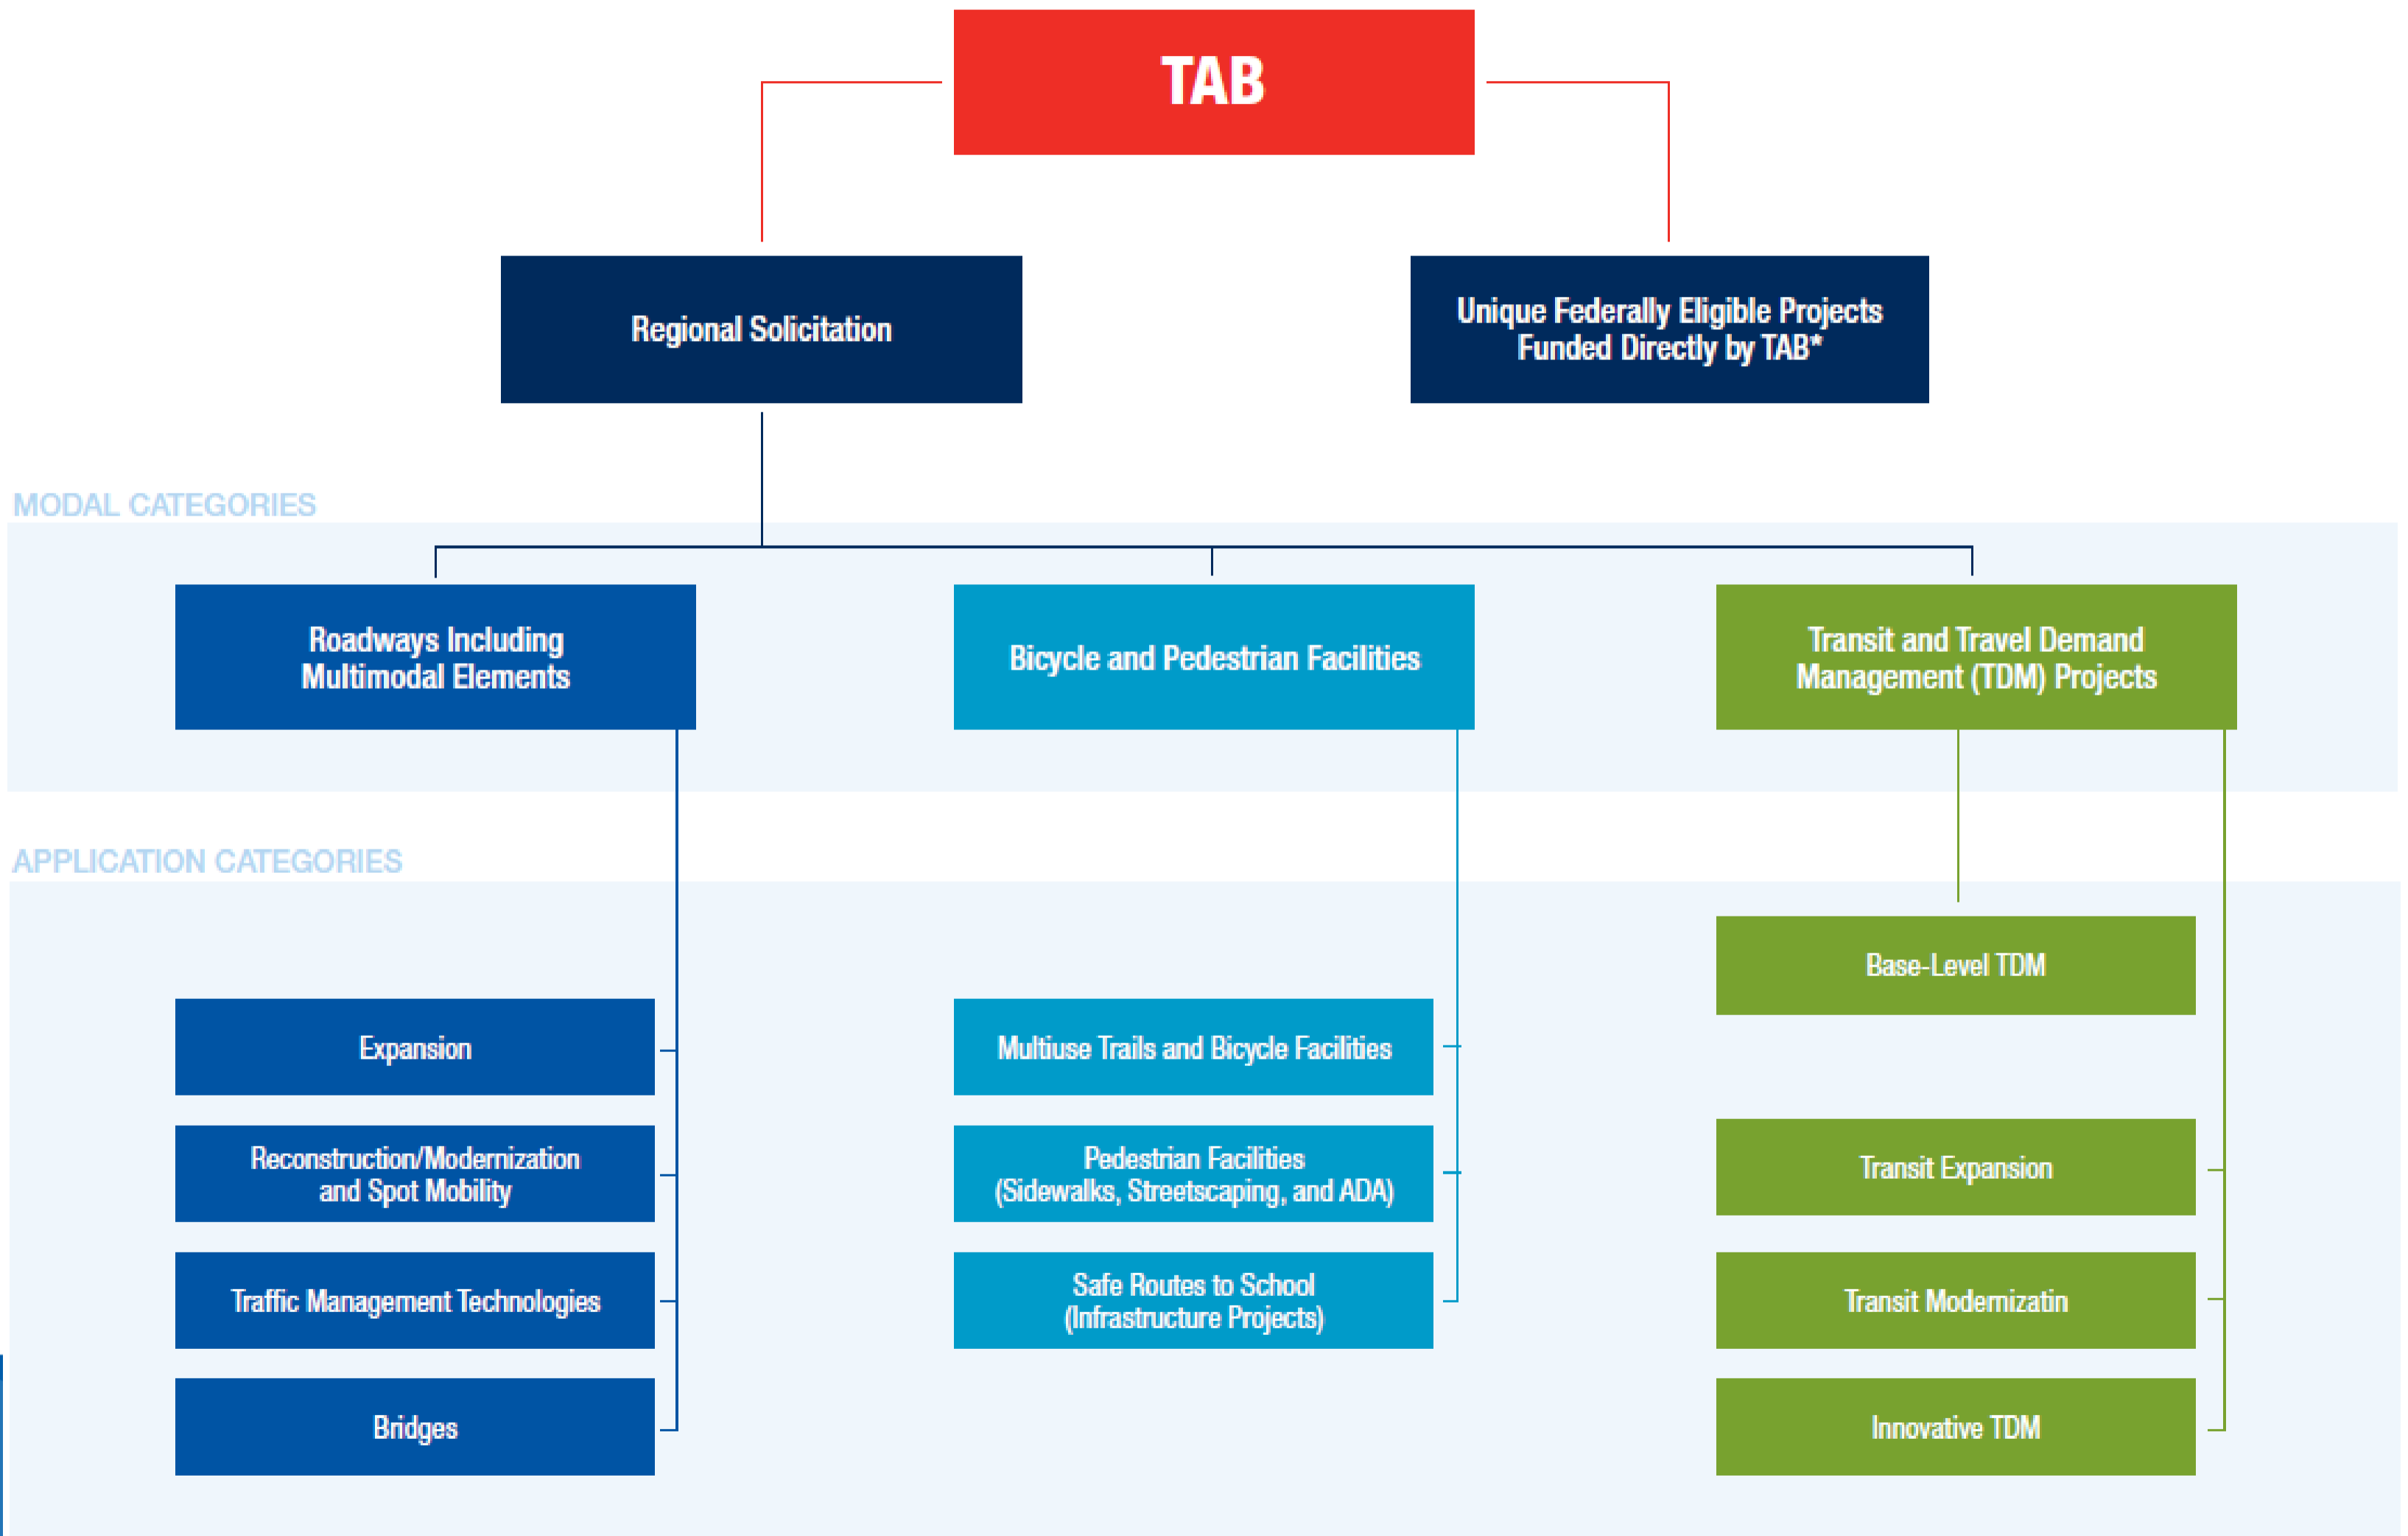 TAB
Regional Solicitation
Unique Federally Eligible Projects
Funded Directly by TAB*
MODAL CATEGORIES
Roadways Including
Multimodal Elements
Bicycle and Pedestrian Facilities
Transit and Travel Demand
Management (TDM) Projects
APPLICATION CATEGORIES
Expansion
Reconstruction/Modernization
and Spot Mobility
Traffic Management Technologies
Bridges
Multiuse Trails and Bicycle Facilities
Pedestrian Facilities
(Sidewalks, Streetscaping, and ADA)
Safe Routes to School
(Infrastructure Projects)
Base-Level TDM
Transit Expansion
Transit Modernizatin
Innovative TDM